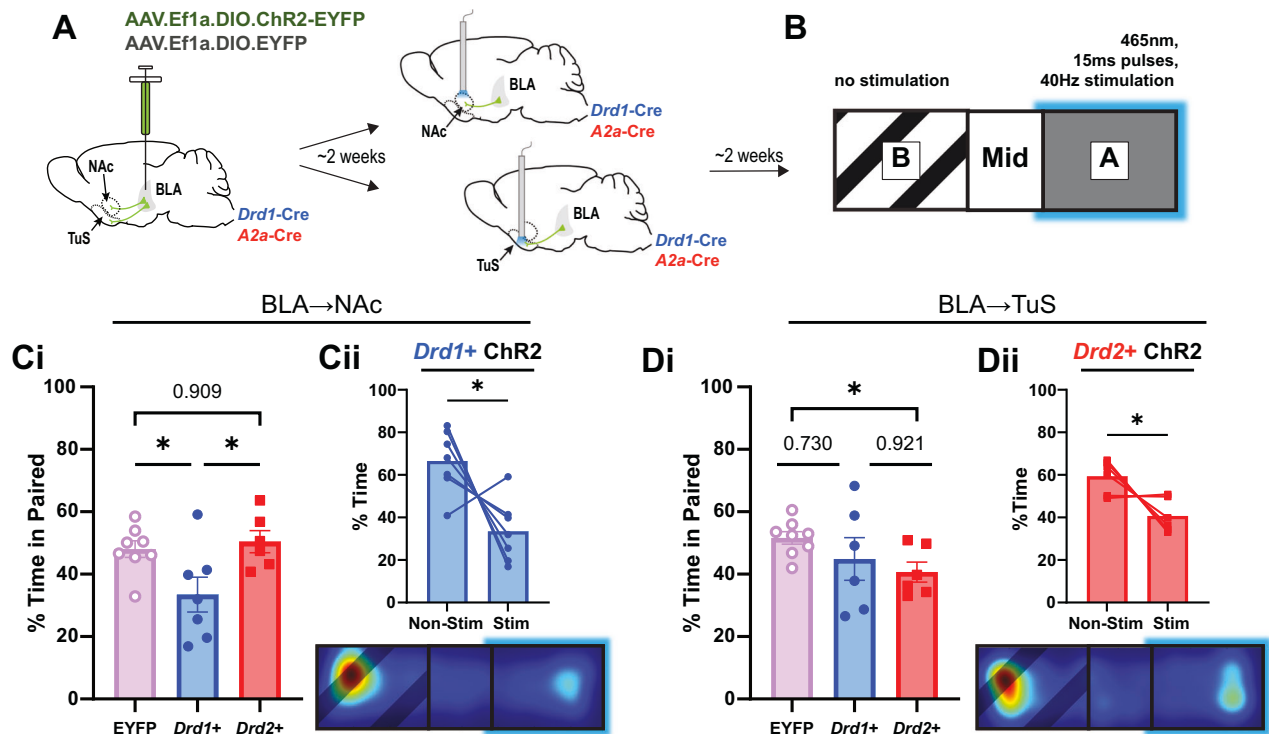 A
AAV.Ef1a.DIO.ChR2-EYFP
AAV.Ef1a.DIO.EYFP
NAc
BLA
TuS
Drd1-Cre
A2a-Cre
~2 weeks
BLA
NAc
Drd1-Cre
A2a-Cre
BLA
TuS
Drd1-Cre
A2a-Cre
~2 weeks
B
no stimulation
465nm,
15ms pulses,
40Hz stimulation
B
Mid
A
BLA→NAc
Ci
% Time in Paired
100
80
60
40
20
0
0.909
*
*
EYFP
Drd1+
Drd2+
Cii
Drd1+ ChR2
% Time
100
80
60
40
20
0
*
Non-Stim
Stim
BLA→TuS
Di
% Time in Paired
100
80
60
40
20
0
*
0.730
0.921
EYFP
Drd1+
Drd2+
Dii
Drd2+ ChR2
%Time
100
80
60
40
20
0
*
Non-Stim
Stim